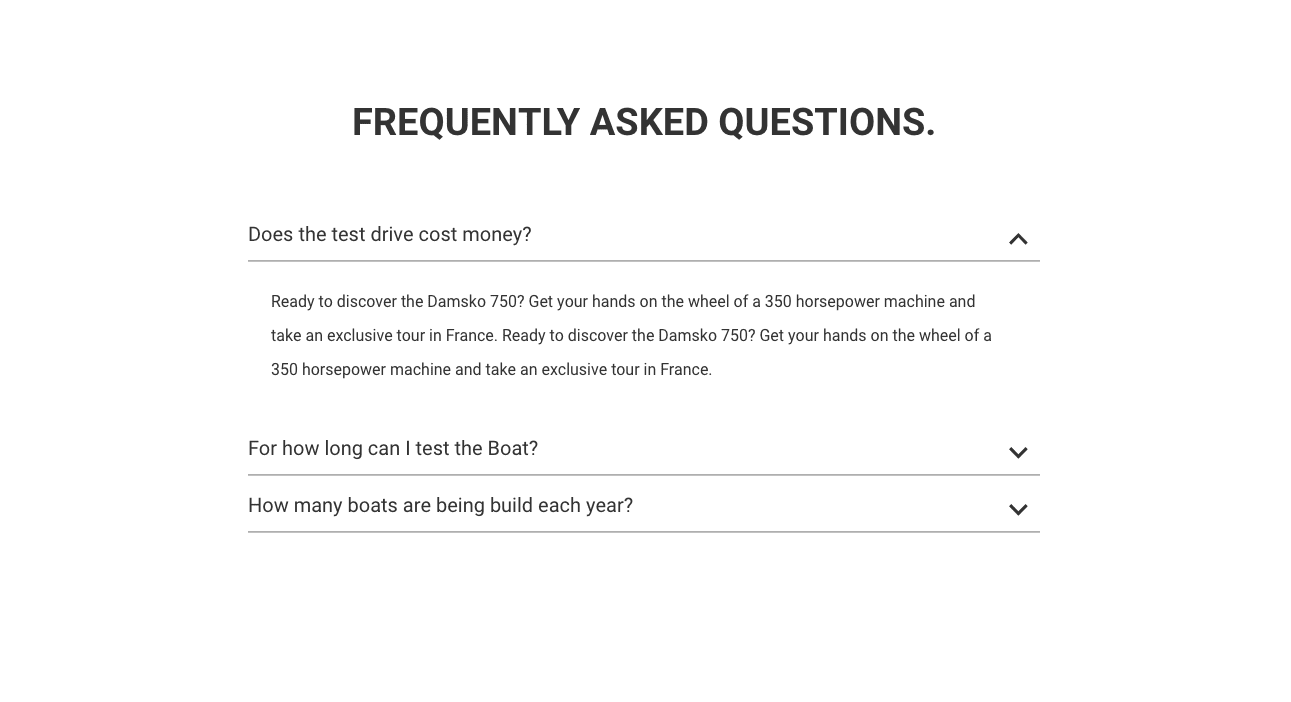 FREQUENTLY ASKED QUESTIONS.
Does the test drive cost money?
Ready to discover the Damsko 750? Get your hands on the wheel of a 350 horsepower machine and
take an exclusive tour in France. Ready to discover the Damsko 750? Get your hands on the wheel of a
350 horsepower machine and take an exclusive tour in France.
For how long can I test the Boat?
How many boats are being build each year?